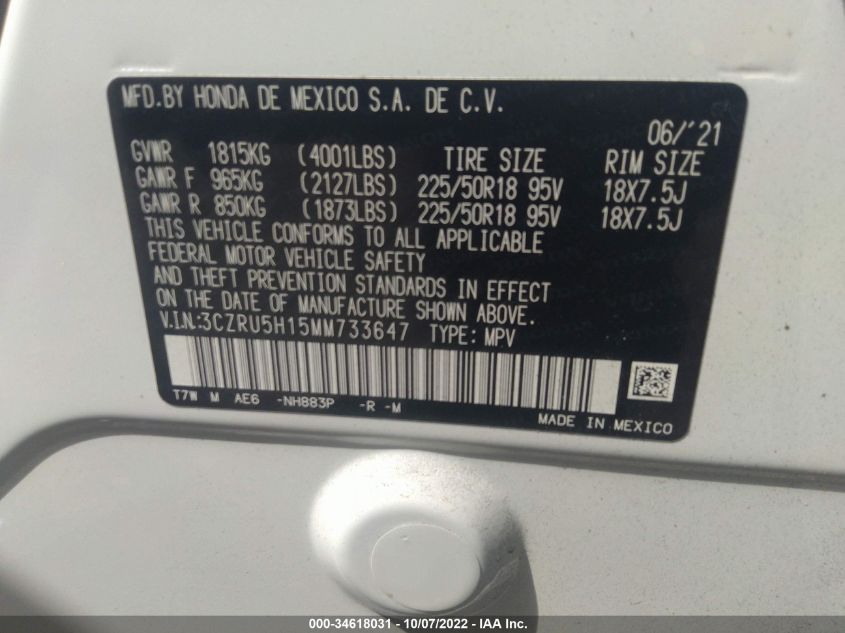 MFD.BY HONDA DE MEXICO S.A. DE C.V.
06/'21
GVWR 1815KG (4001LBS) TIRE SIZE RIM SIZE
GAWR F 965KG (2127LBS) 225/50R18 95V 18X7.5J
GAWR R 850KG (1873LBS) 225/50R18 95V 18X7.5J
THIS VEHICLE CONFORMS TO ALL APPLICABLE
FEDERAL MOTOR VEHICLE SAFETY
AND THEFT PREVENTION STANDARDS IN EFFECT
ON THE DATE OF MANUFACTURE SHOWN ABOVE.
V.I.N.:3CZRU5H15MM733647 TYPE: MPV
T7W M AE6 -NH883P -R -M
MADE IN MEXICO
000-34618031 - 10/07/2022 - IAA Inc.